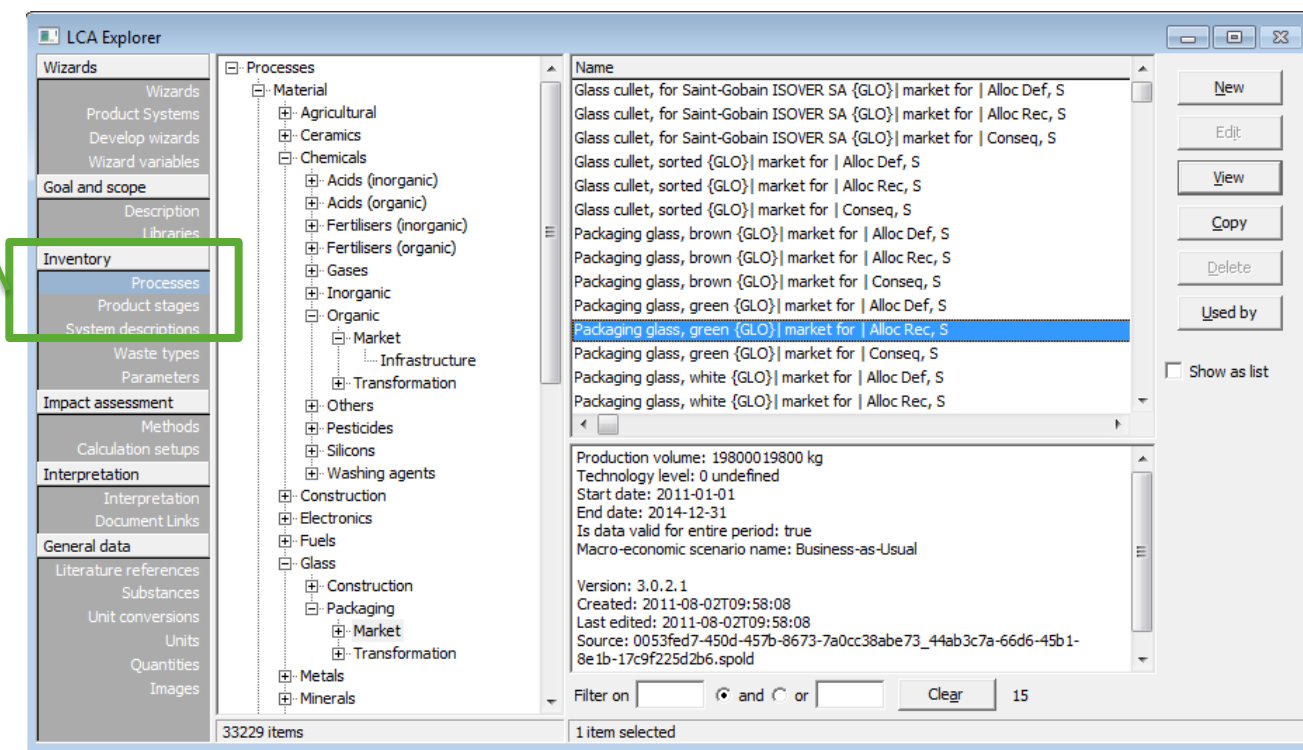 LCA Explorer
Wizards
Wizards
Product Systems
Develop wizards
Wizard variables
Goal and scope
Description
Libraries
Inventory
Processes
Product stages
System descriptions
Waste types
Parameters
Impact assessment
Methods
Calculation setups
Interpretation
Interpretation
Document Links
General data
Literature references
Substances
Unit conversions
Units
Quantities
Images
Processes
Material
Agricultural
Ceramics
Chemicals
Acids (inorganic)
Acids (organic)
Fertilisers (inorganic)
Fertilisers (organic)
Gases
Inorganic
Organic
Market
Infrastructure
Transformation
Others
Pesticides
Silicons
Washing agents
Construction
Electronics
Fuels
Glass
Construction
Packaging
Market
Transformation
Metals
Minerals
33229 items
Name
Glass cullet, for Saint-Gobain ISOVER SA {GLO}| market for | Alloc Def, S
Glass cullet, for Saint-Gobain ISOVER SA {GLO}| market for | Alloc Rec, S
Glass cullet, for Saint-Gobain ISOVER SA {GLO}| market for | Conseq, S
Glass cullet, sorted {GLO}| market for | Alloc Def, S
Glass cullet, sorted {GLO}| market for | Alloc Rec, S
Glass cullet, sorted {GLO}| market for | Conseq, S
Packaging glass, brown {GLO}| market for | Alloc Def, S
Packaging glass, brown {GLO}| market for | Alloc Rec, S
Packaging glass, brown {GLO}| market for | Conseq, S
Packaging glass, green {GLO}| market for | Alloc Def, S
Packaging glass, green {GLO}| market for | Alloc Rec, S
Packaging glass, green {GLO}| market for | Conseq, S
Packaging glass, white {GLO}| market for | Alloc Def, S
Packaging glass, white {GLO}| market for | Alloc Rec, S
Production volume: 19800019800 kg
Technology level: 0 undefined
Start date: 2011-01-01
End date: 2014-12-31
Is data valid for entire period: true
Macro-economic scenario name: Business-as-Usual
Version: 3.0.2.1
Created: 2011-08-02T09:58:08
Last edited: 2011-08-02T09:58:08
Source: 0053fed7-450d-457b-8673-7a0cc38abe73_44ab3c7a-66d6-45b1-
8e1b-17c9f225d2b6.spold
Filter on and or Clear 15
1 item selected
New
Edit
View
Copy
Delete
Used by
Show as list